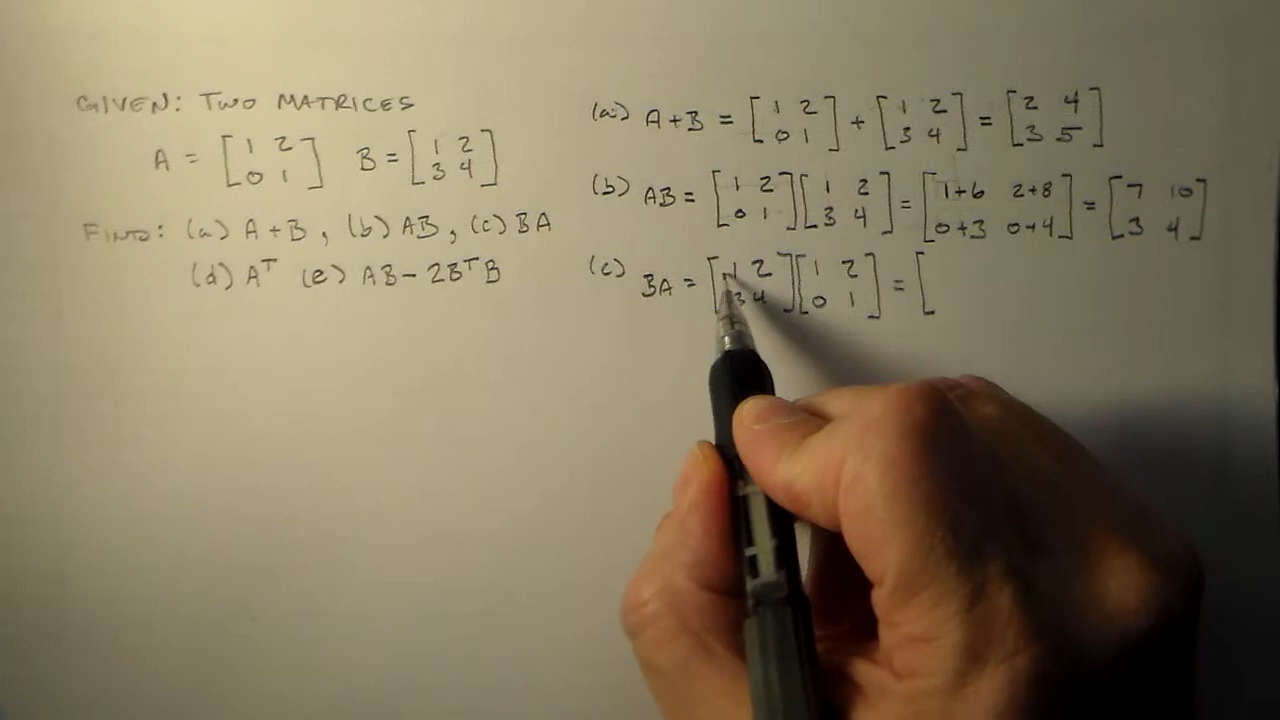 GIVEN: TWO MATRICES
A = [1 2
0 1] B = [1 2
3 4]
FIND: (a) A+B, (b) AB, (c) BA
(d) Aᵀ (e) AB - 2BᵀB
(a) A+B = [1 2
0 1] + [1 2
3 4] = [2 4
3 5]
(b) AB = [1 2
0 1][1 2
3 4] = [1+6 2+8
0+3 0+4] = [7 10
3 4]
(c) BA = [1 2
3 4][1 2
0 1] = [